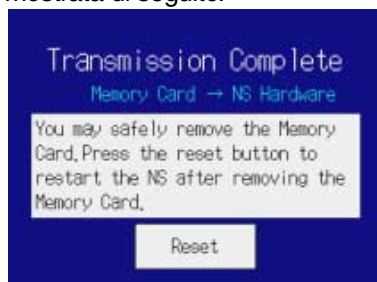 mostrata di seguito.
Transmission Complete
Memory Card → NS Hardware
You may safely remove the Memory
Card.Press the reset button to
restart the NS after removing the
Memory Card.
Reset